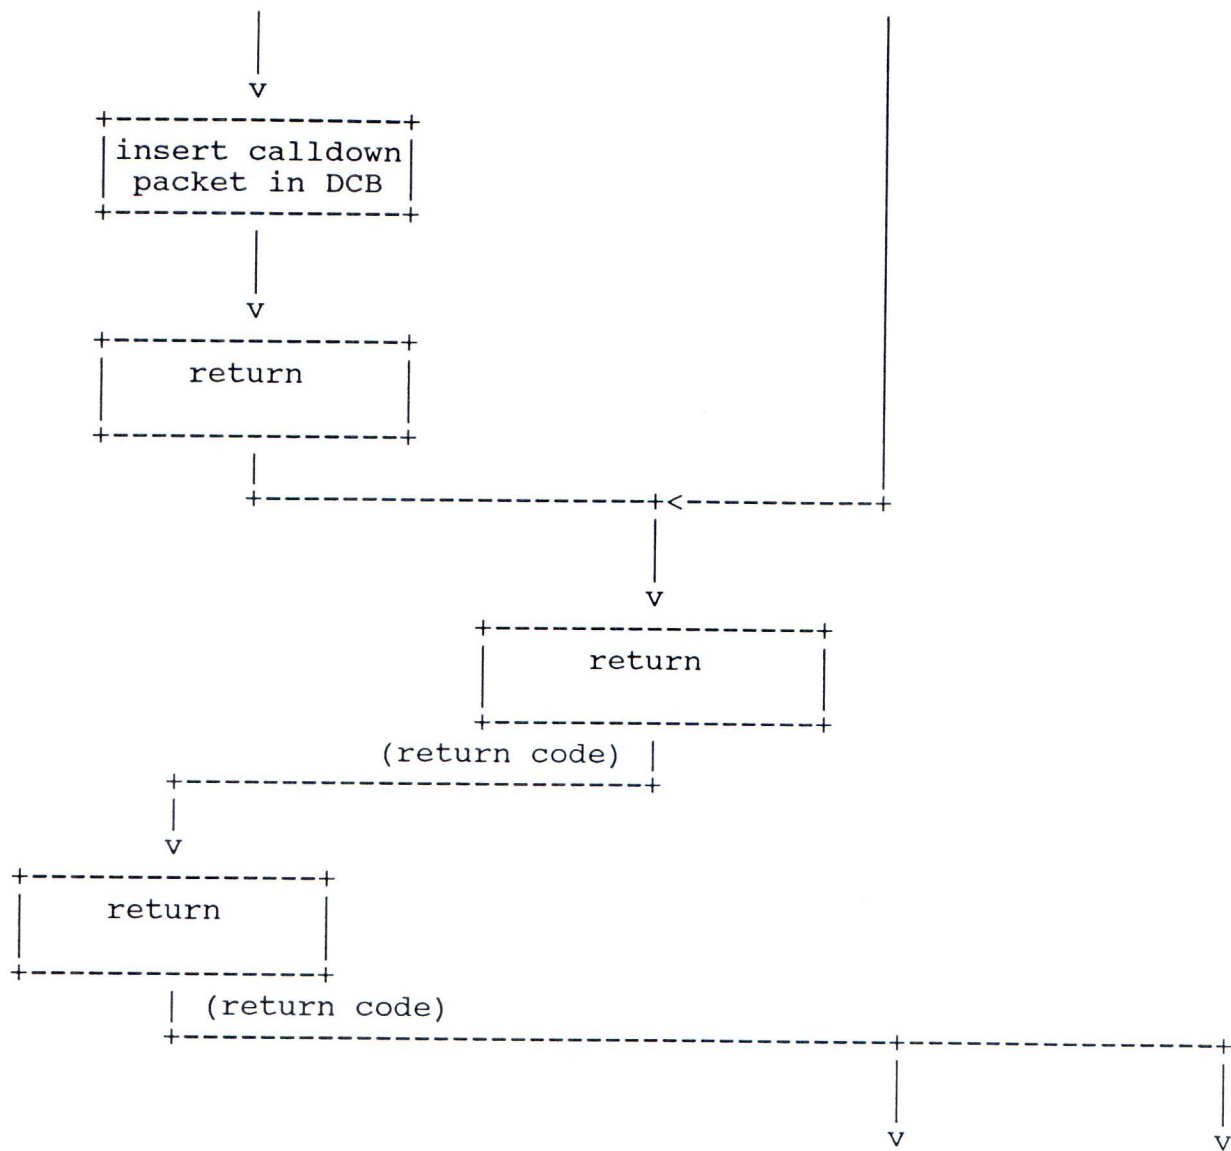 insert calldown
packet in DCB
return
return
(return code)
return
(return code)